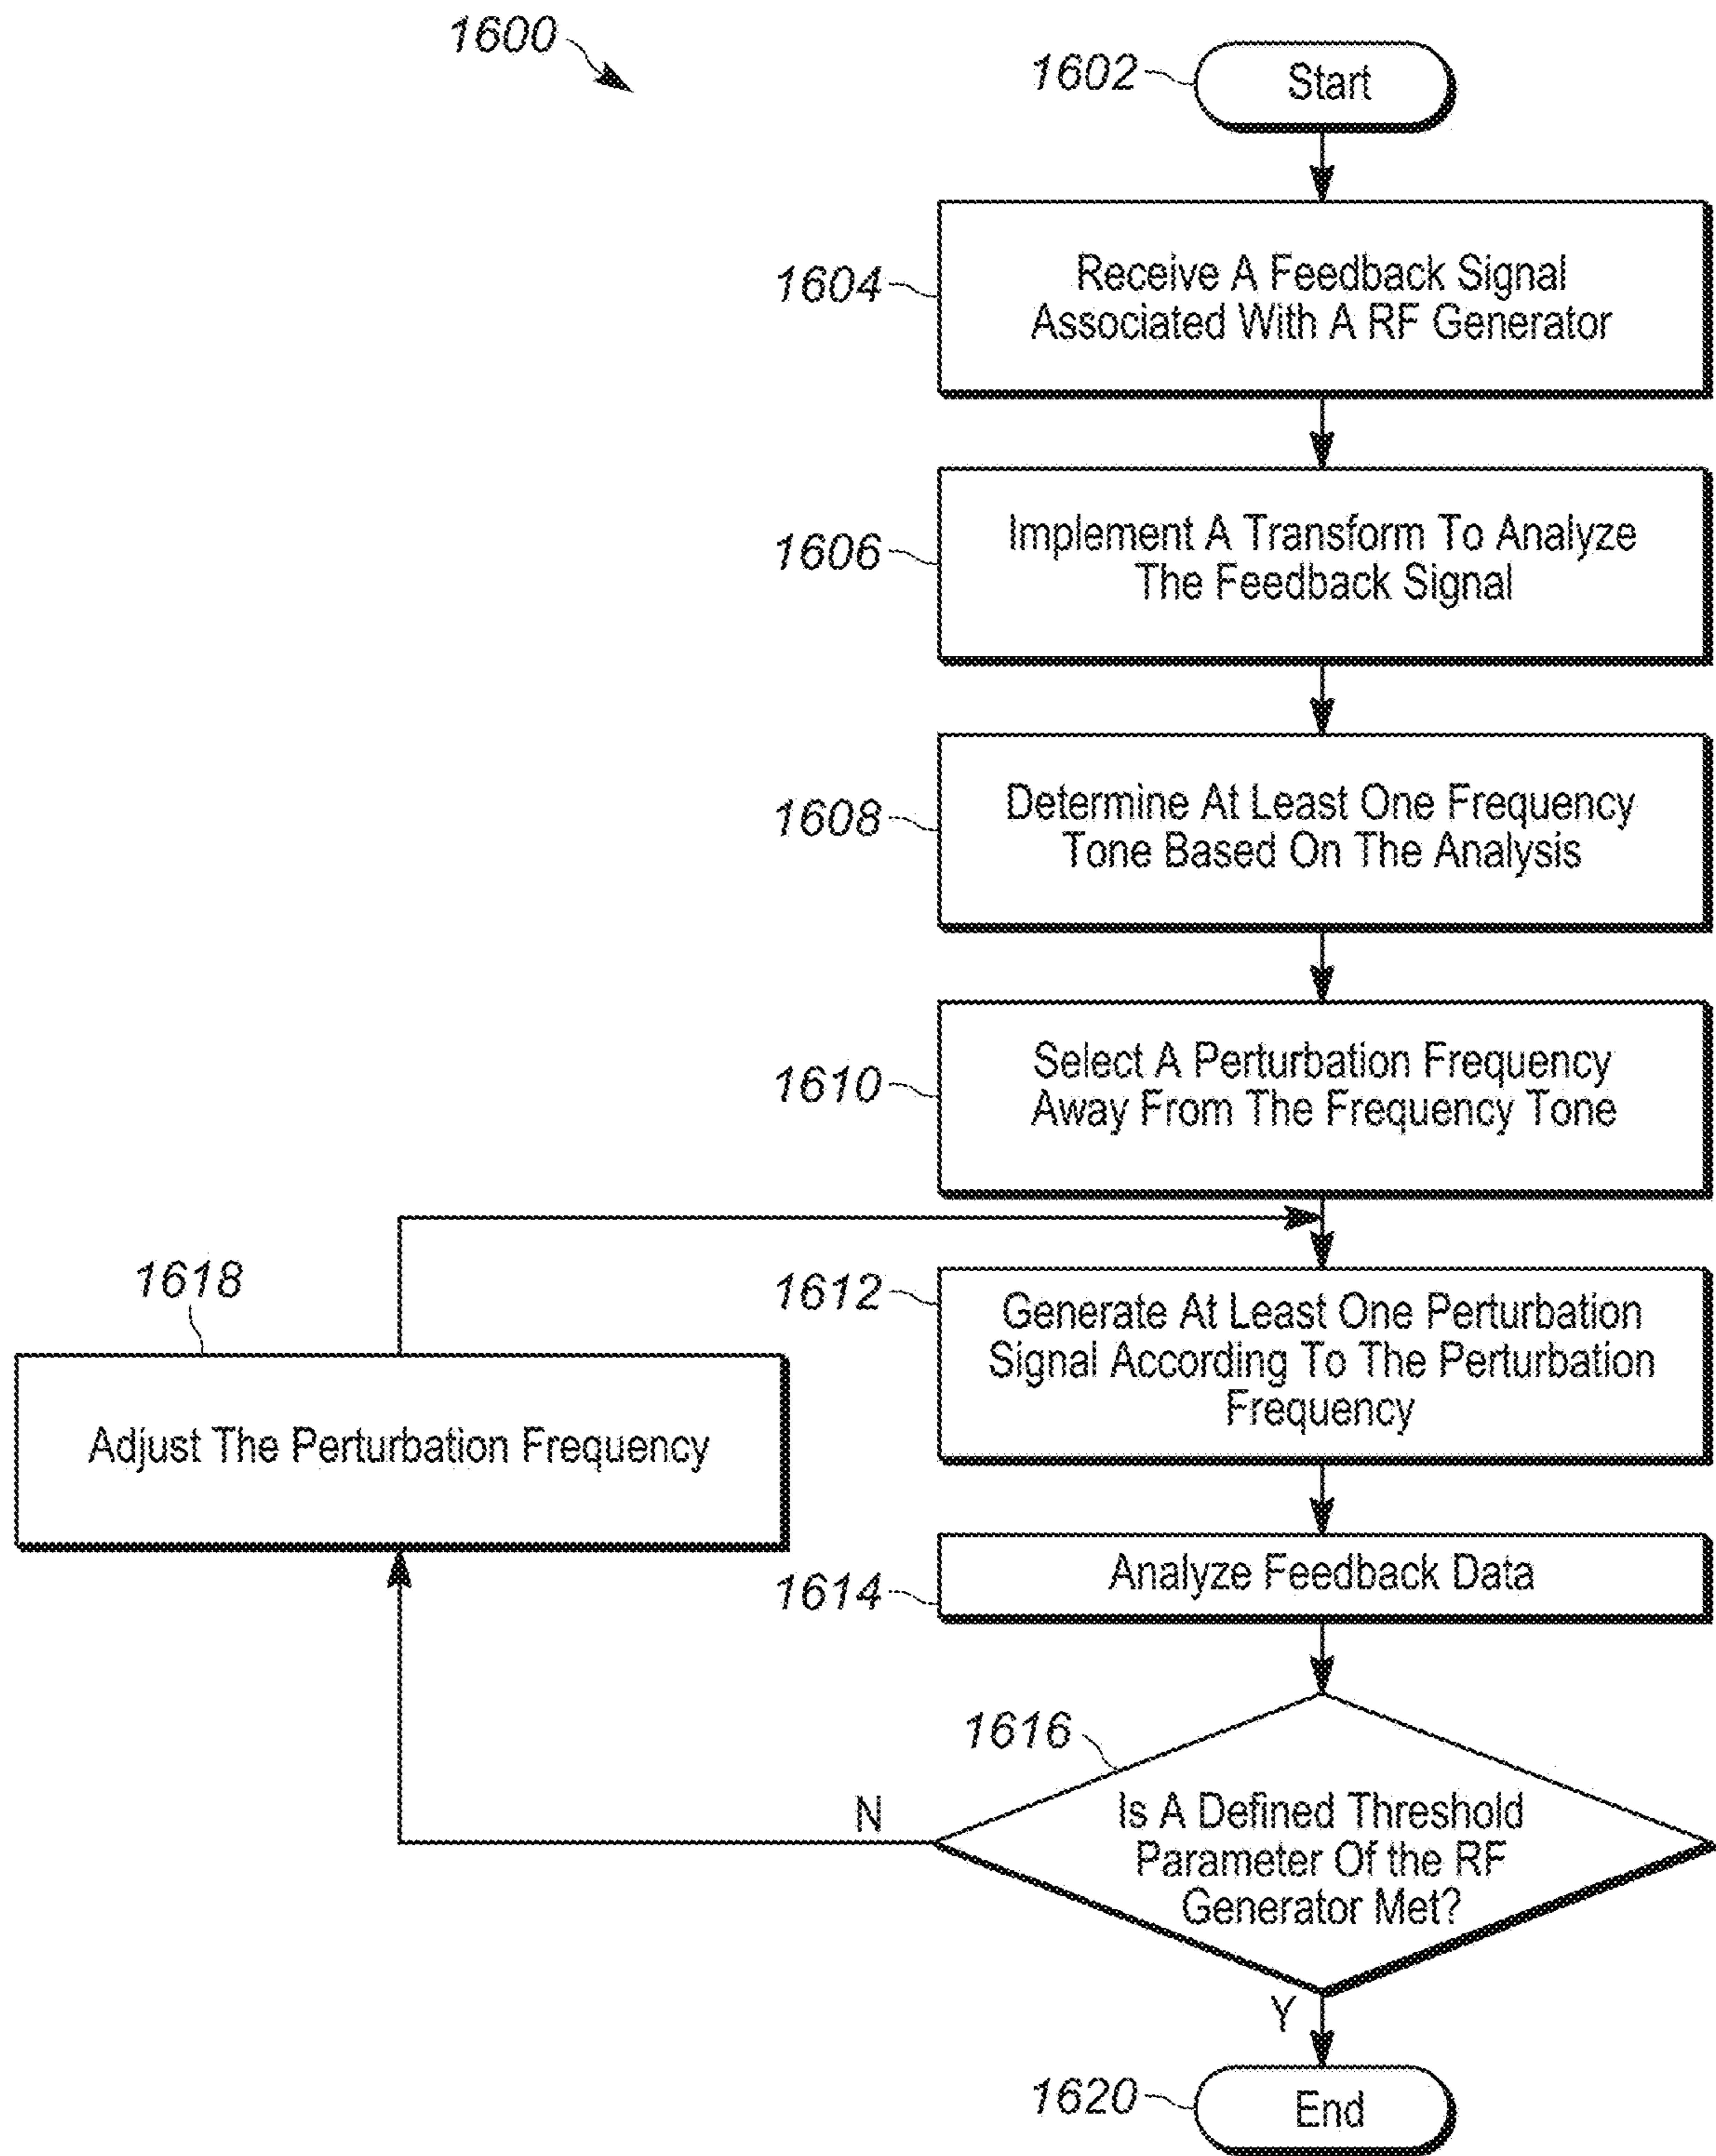 1600
1602
Start
1604
Receive A Feedback Signal
Associated With A RF Generator
1606
Implement A Transform To Analyze
The Feedback Signal
1608
Determine At Least One Frequency
Tone Based On The Analysis
1610
Select A Perturbation Frequency
Away From The Frequency Tone
1618
Adjust The Perturbation Frequency
1612
Generate At Least One Perturbation
Signal According To The Perturbation
Frequency
1614
Analyze Feedback Data
1616
N
Is A Defined Threshold
Parameter Of the RF
Generator Met?
Y
1620
End